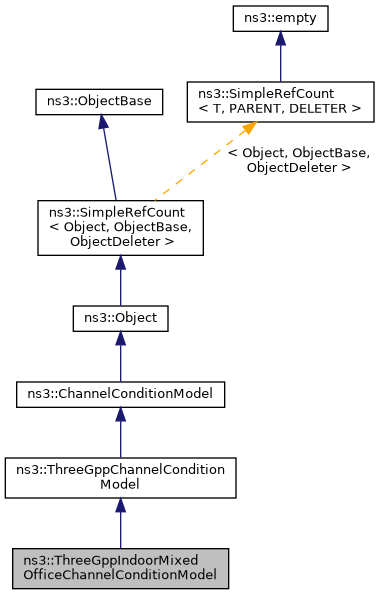 ns3::empty
ns3::SimpleRefCount
< T, PARENT, DELETER >
ns3::ObjectBase
< Object, ObjectBase,
ObjectDeleter >
ns3::SimpleRefCount
< Object, ObjectBase,
ObjectDeleter >
ns3::Object
ns3::ChannelConditionModel
ns3::ThreeGppChannelCondition
Model
ns3::ThreeGppIndoorMixed
OfficeChannelConditionModel